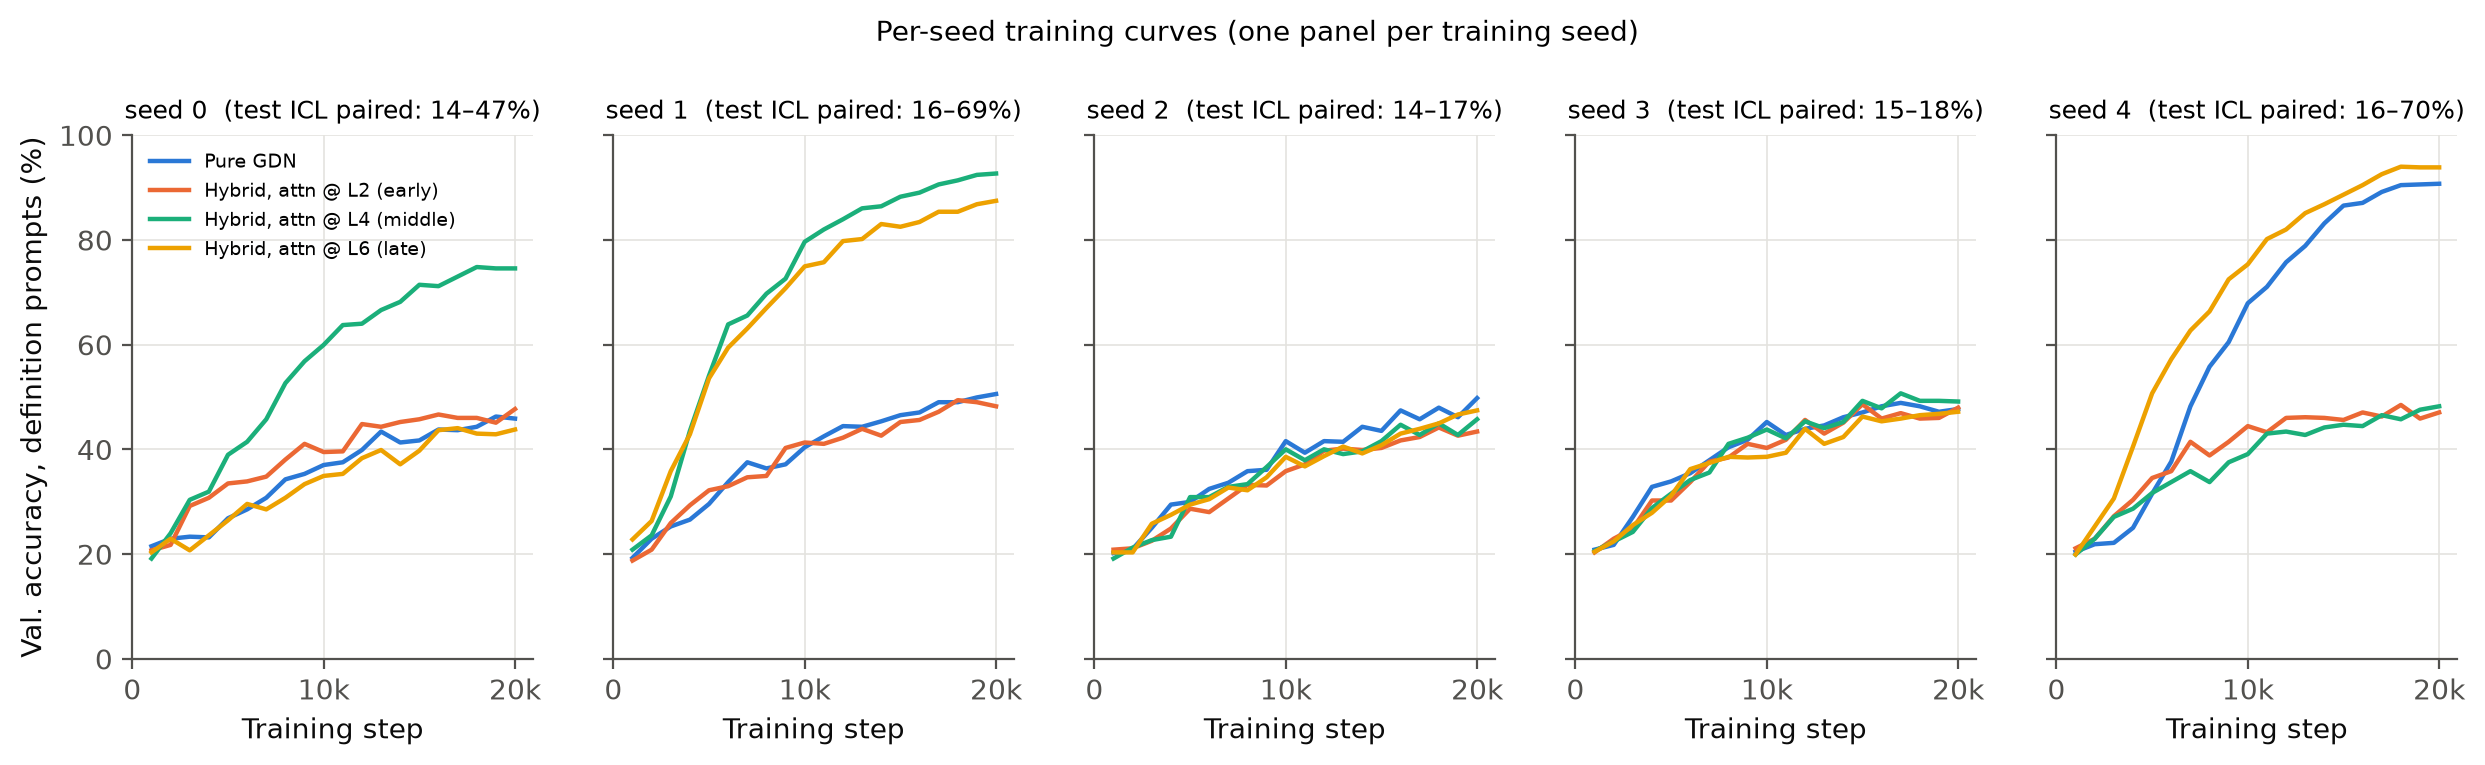 Per-seed training curves (one panel per training seed)
seed 0  (test ICL paired: 14–47%)
seed 1  (test ICL paired: 16–69%)
seed 2  (test ICL paired: 14–17%)
seed 3  (test ICL paired: 15–18%)
seed 4  (test ICL paired: 16–70%)
Val. accuracy, definition prompts (%)
100
80
60
40
20
0
Pure GDN
Hybrid, attn @ L2 (early)
Hybrid, attn @ L4 (middle)
Hybrid, attn @ L6 (late)
0 10k 20k
0 10k 20k
0 10k 20k
0 10k 20k
0 10k 20k
Training step
Training step
Training step
Training step
Training step